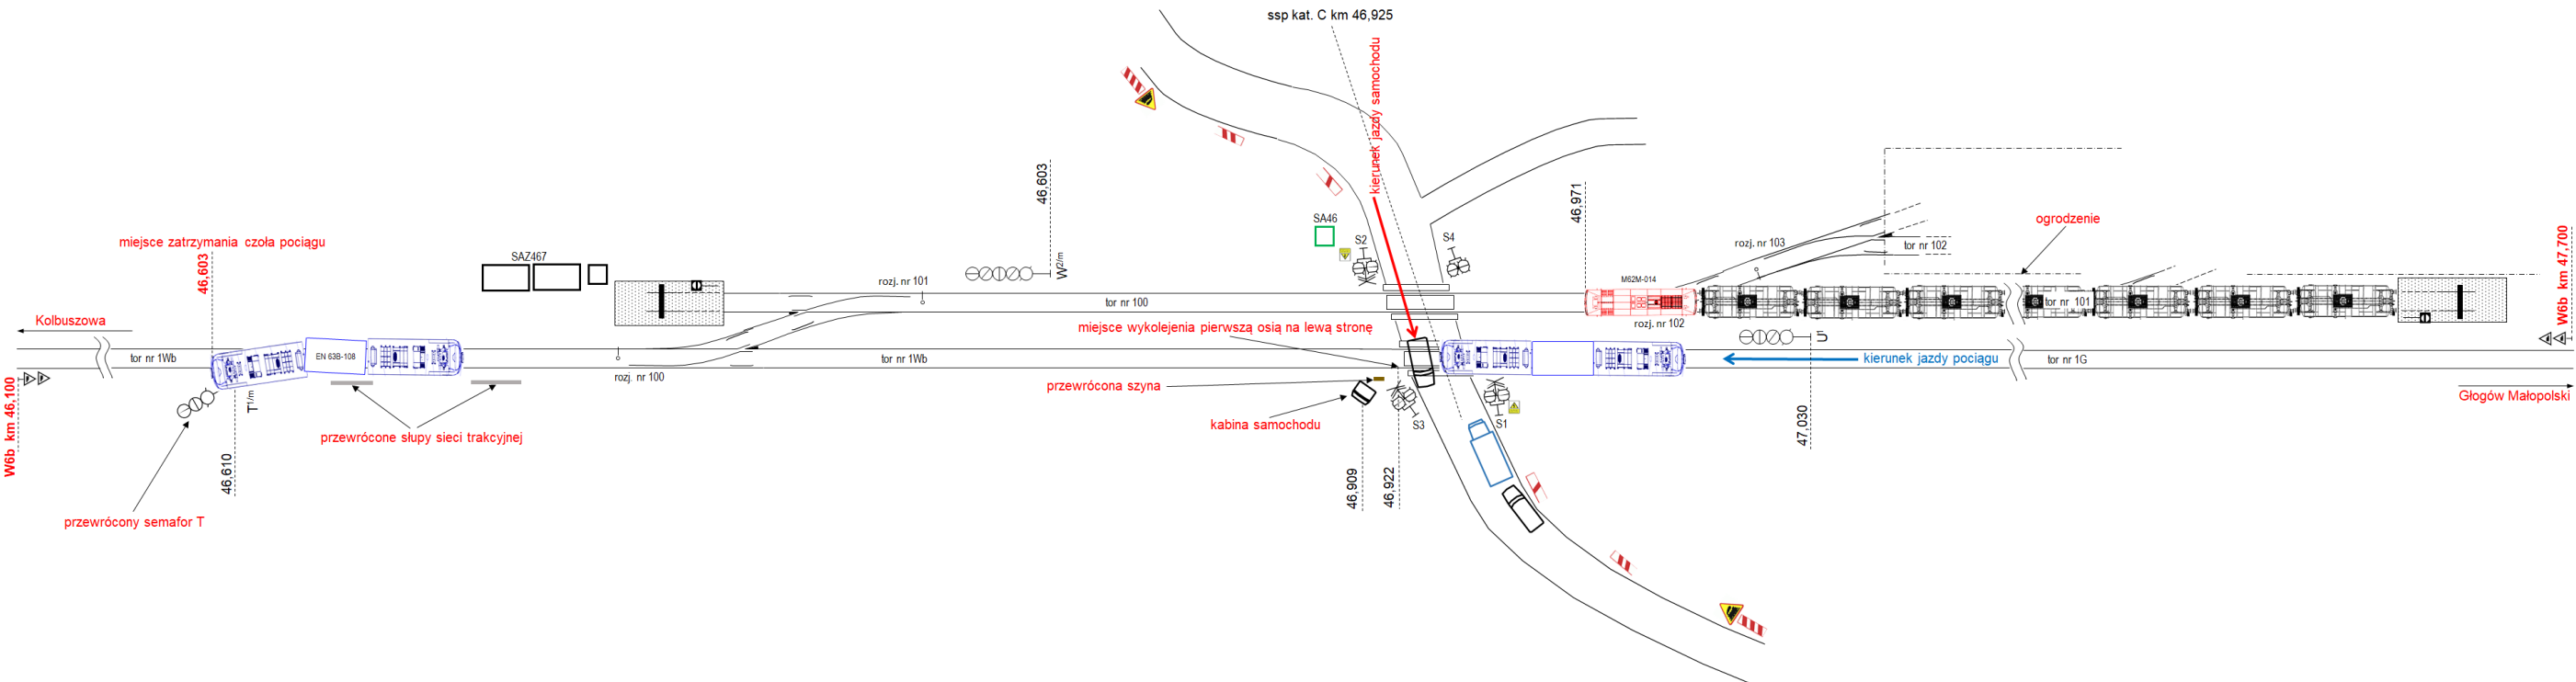 ssp kat. C km 46,925
kierunek jazdy samochodu
46,603
46,971
SA46
S2
S4
rozj. nr 103
tor nr 102
ogrodzenie
W6b km 47,700
miejsce zatrzymania czoła pociągu
46,603
SAZ467
W2/m
rozj. nr 101
tor nr 100
M62M-014
tor nr 101
rozj. nr 102
Kolbuszowa
miejsce wykolejenia pierwszą osią na lewą stronę
tor nr 1Wb
EN 63B-108
tor nr 1Wb
kierunek jazdy pociągu
tor nr 1G
rozj. nr 100
przewrócona szyna
Głogów Małopolski
W6b km 46,100
T1/m
kabina samochodu
S3
S1
przewrócone słupy sieci trakcyjnej
47,030
46,610
46,909
46,922
przewrócony semafor T